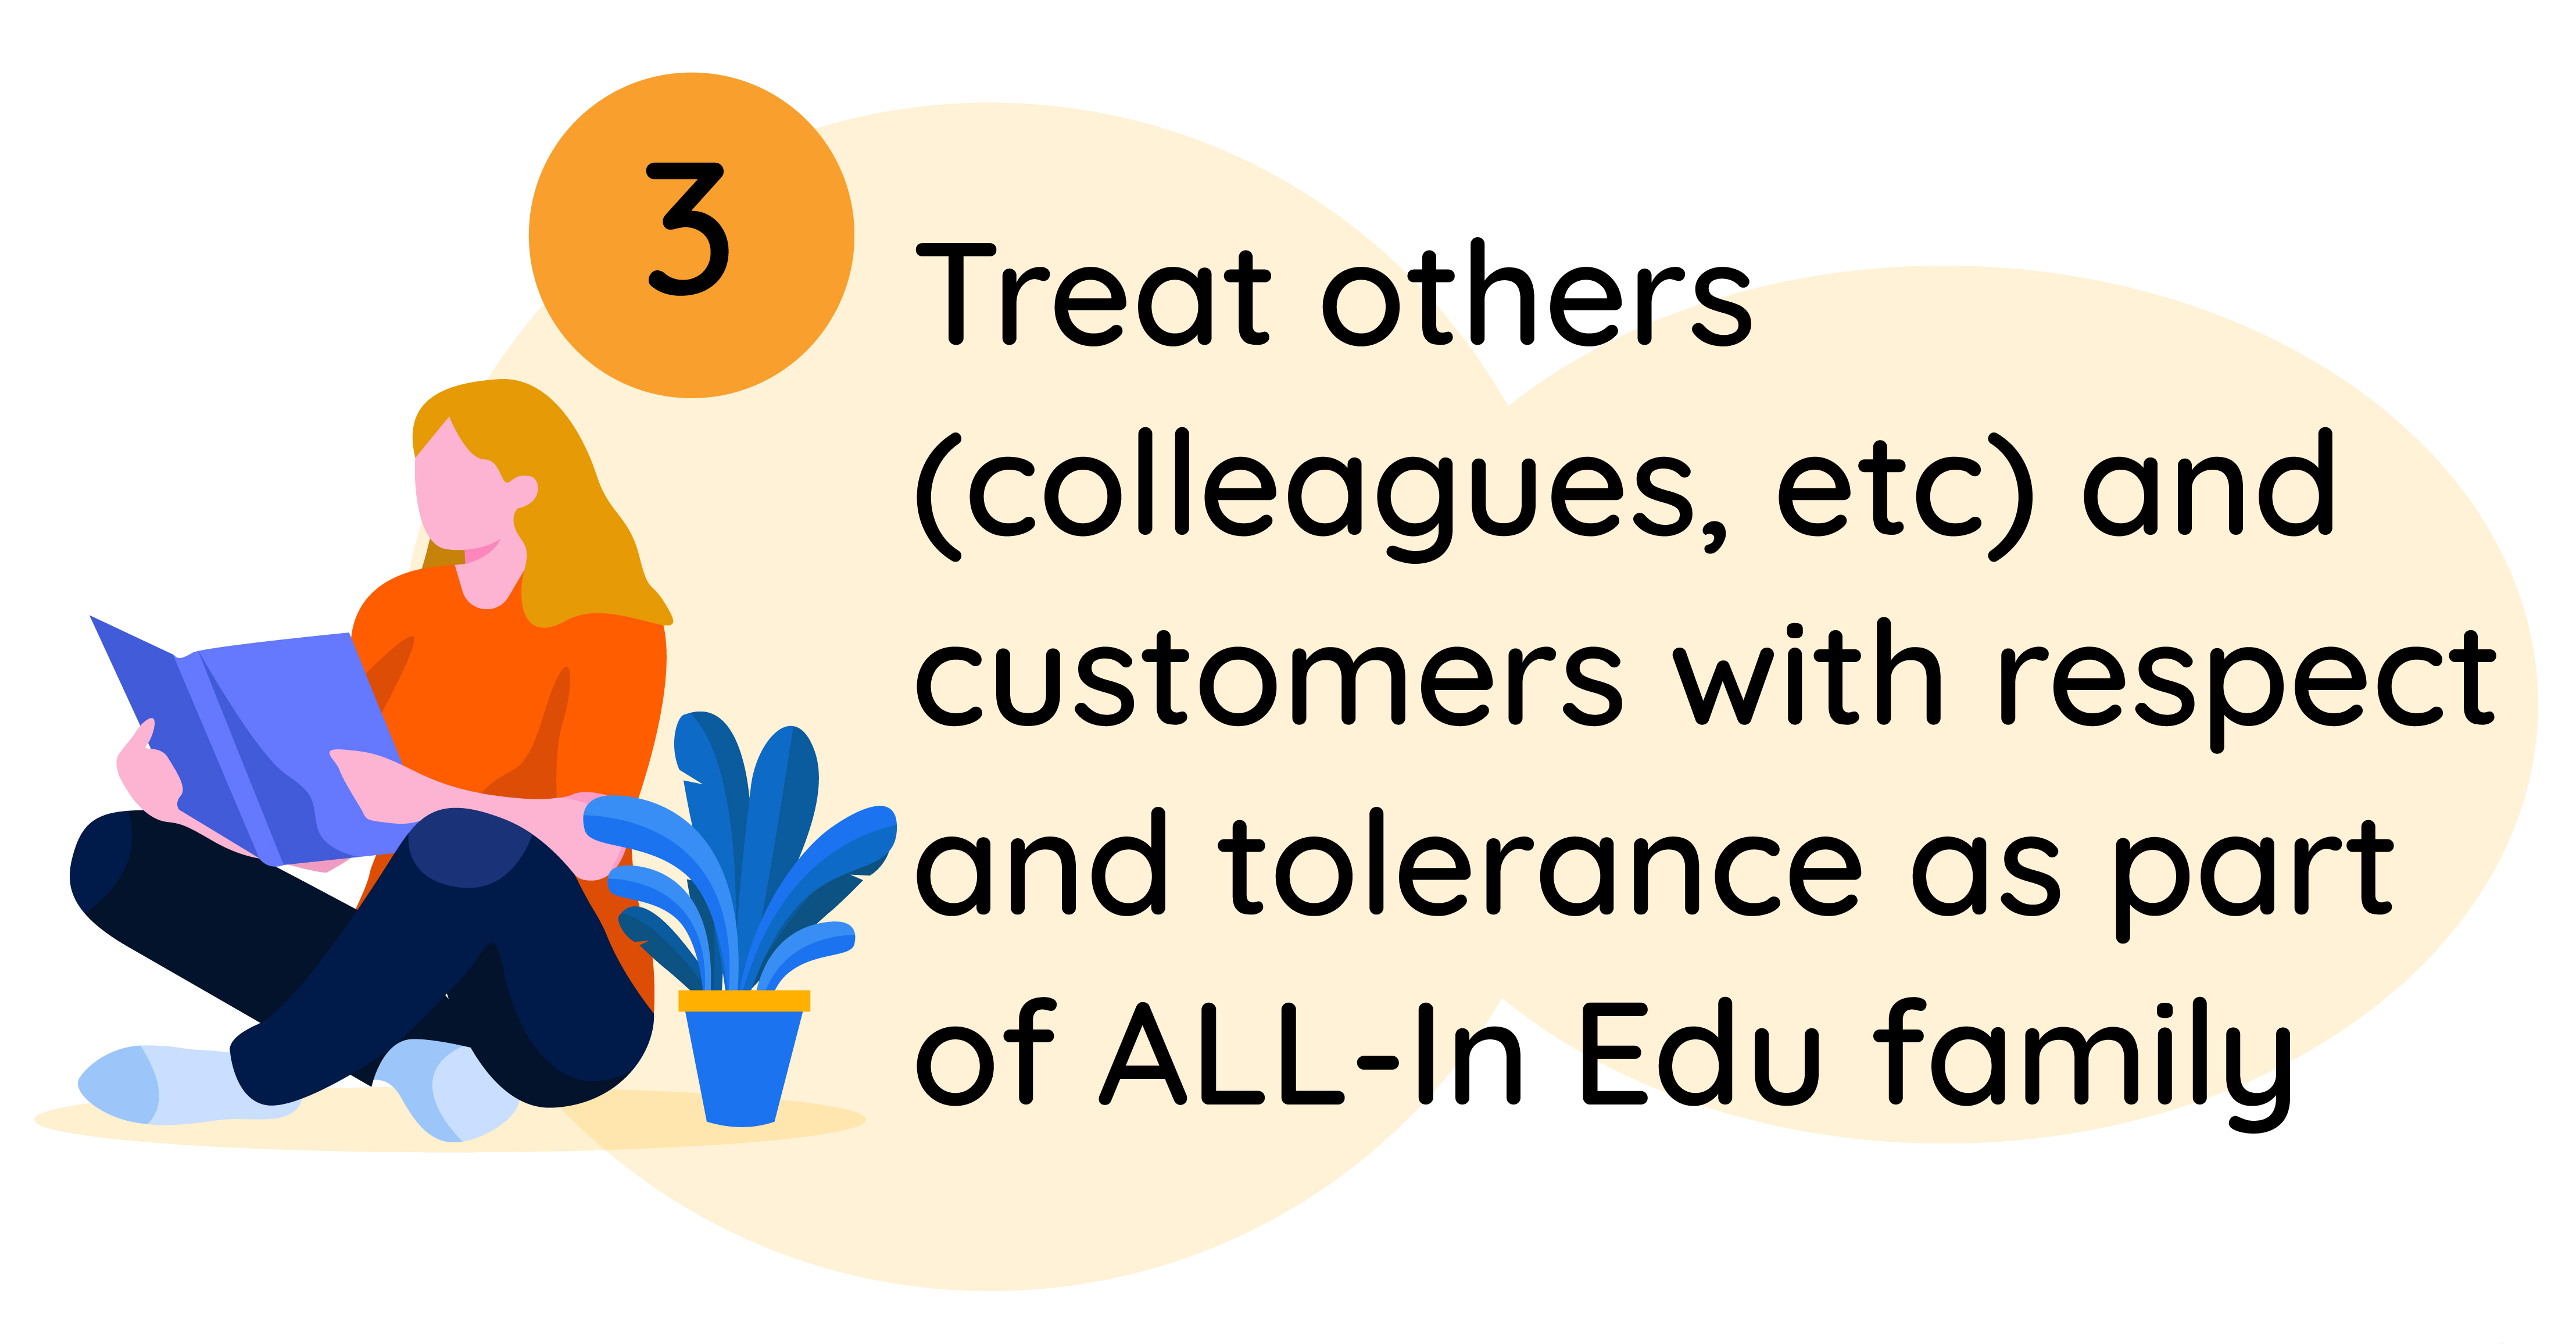 3
Treat others
(colleagues, etc) and
customers with respect
and tolerance as part
of ALL-In Edu family